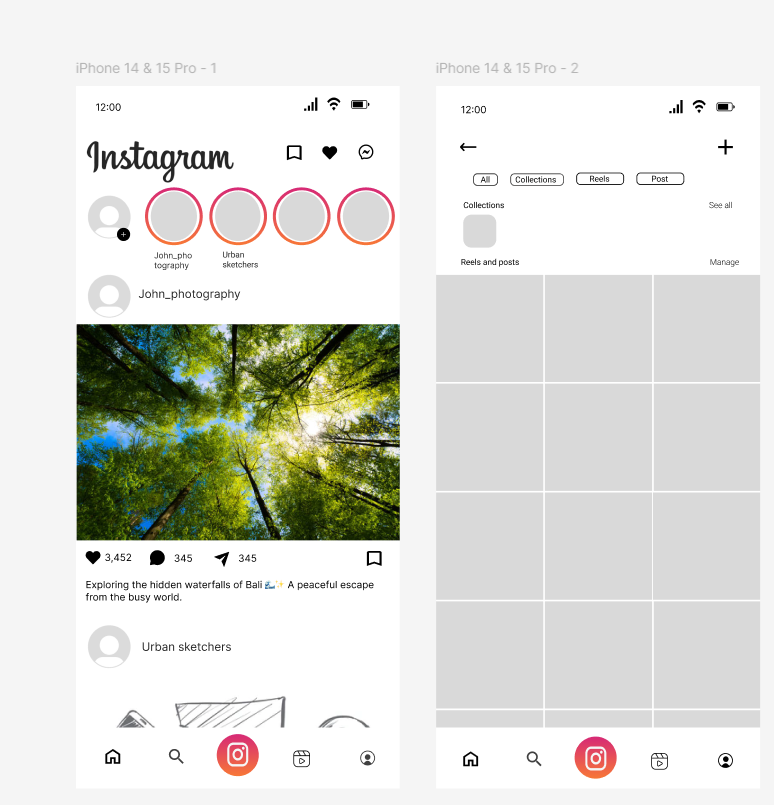 iPhone 14 & 15 Pro - 1
12:00
Instagram
John_pho
tography
Urban
sketchers
John_photography
3,452 345 345
Exploring the hidden waterfalls of Bali 🌊✨ A peaceful escape
from the busy world.
Urban sketchers
iPhone 14 & 15 Pro - 2
12:00
All Collections Reels Post
Collections See all
Reels and posts Manage